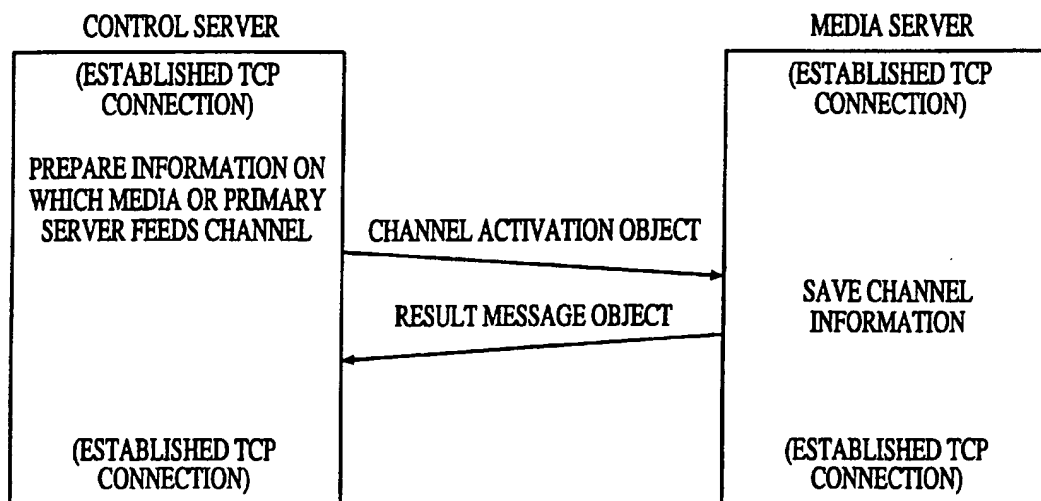 CONTROL SERVER
MEDIA SERVER
(ESTABLISHED TCP
CONNECTION)
(ESTABLISHED TCP
CONNECTION)
PREPARE INFORMATION ON
WHICH MEDIA OR PRIMARY
SERVER FEEDS CHANNEL
CHANNEL ACTIVATION OBJECT
SAVE CHANNEL
INFORMATION
RESULT MESSAGE OBJECT
(ESTABLISHED TCP
CONNECTION)
(ESTABLISHED TCP
CONNECTION)